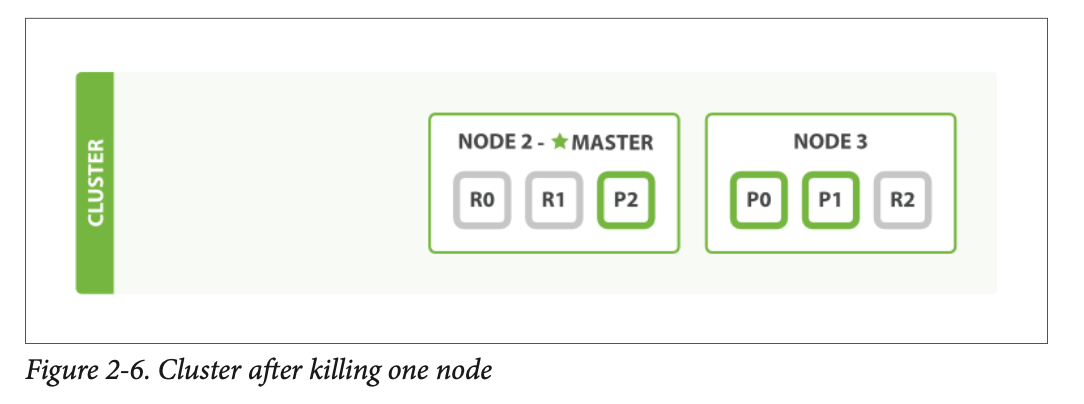 CLUSTER
NODE 2 - ★ MASTER
R0 R1 P2
NODE 3
P0 P1 R2
Figure 2-6. Cluster after killing one node